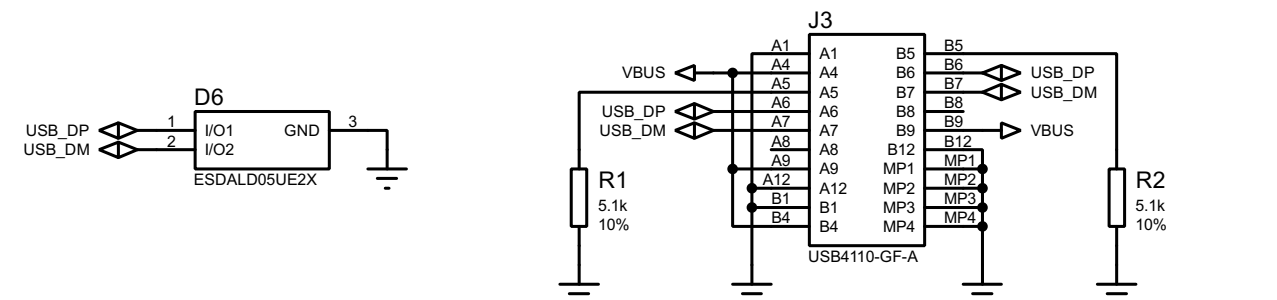 D6
USB_DP
USB_DM
1
2
I/O1
I/O2
GND
3
ESDALD05UE2X
J3
A1
A4
A5
A6
A7
A8
A9
A12
B1
B4
VBUS
USB_DP
USB_DM
A1
A4
A5
A6
A7
A8
A9
A12
B1
B4
B5
B6
B7
B8
B9
B12
MP1
MP2
MP3
MP4
B5
B6
B7
B8
B9
B12
MP1
MP2
MP3
MP4
USB_DP
USB_DM
VBUS
USB4110-GF-A
R1
5.1k
10%
R2
5.1k
10%